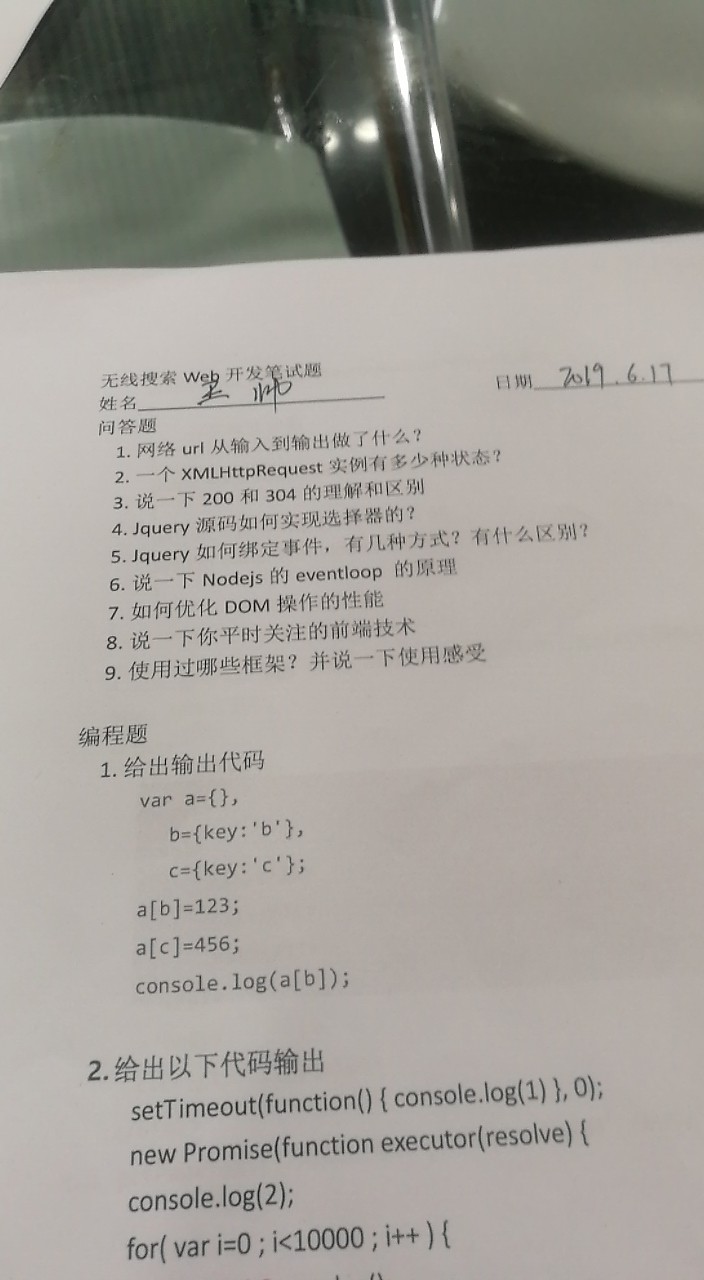 无线搜索 Web 开发笔试题
姓名 王帅 日期 2019.6.17
问答题
1. 网络 url 从输入到输出做了什么？
2. 一个 XMLHttpRequest 实例有多少种状态？
3. 说一下 200 和 304 的理解和区别
4. Jquery 源码如何实现选择器的？
5. Jquery 如何绑定事件，有几种方式？有什么区别？
6. 说一下 Nodejs 的 eventloop 的原理
7. 如何优化 DOM 操作的性能
8. 说一下你平时关注的前端技术
9. 使用过哪些框架？并说一下使用感受
编程题
1. 给出输出代码
var a={},
b={key:'b'},
c={key:'c'};
a[b]=123;
a[c]=456;
console.log(a[b]);
2. 给出以下代码输出
setTimeout(function() { console.log(1) }, 0);
new Promise(function executor(resolve) {
console.log(2);
for( var i=0 ; i<10000 ; i++ ) {